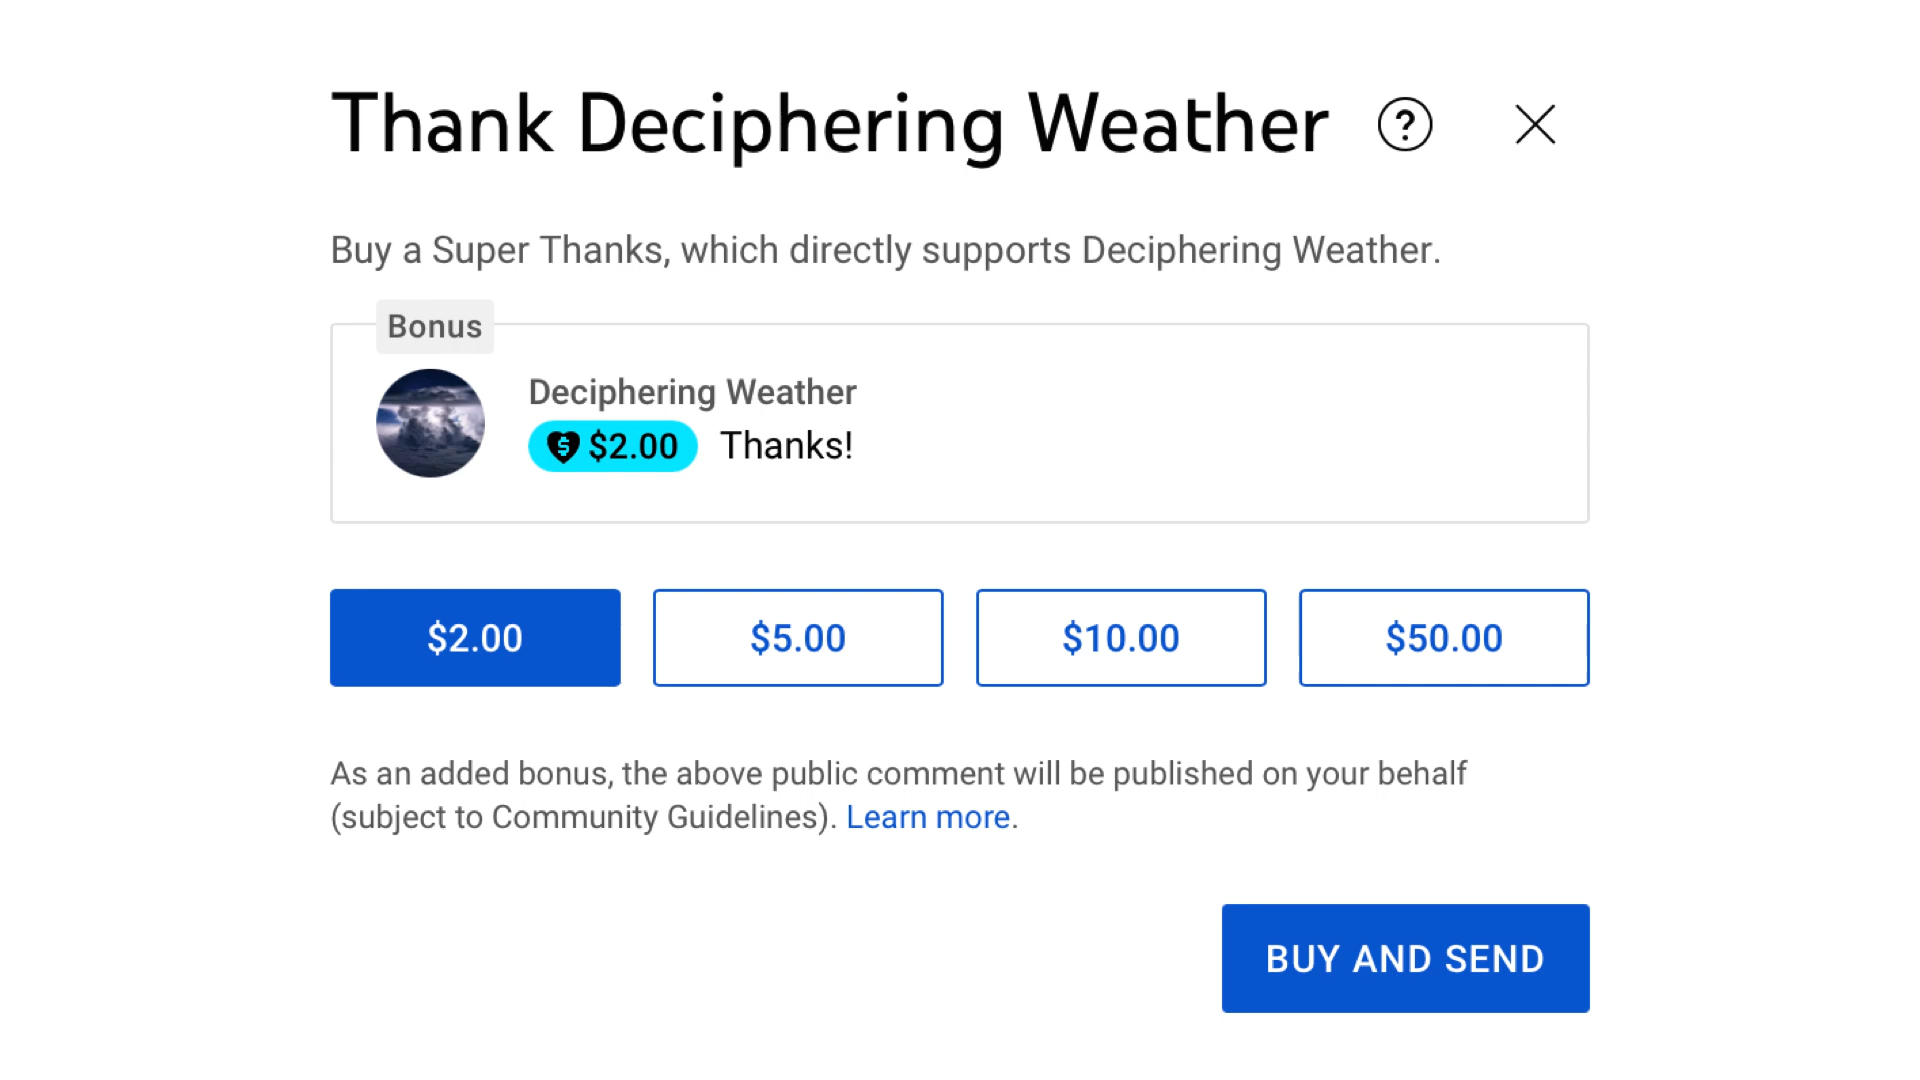 Thank Deciphering Weather ?
Buy a Super Thanks, which directly supports Deciphering Weather.
Bonus
Deciphering Weather
$ $2.00 Thanks!
$2.00 $5.00 $10.00 $50.00
As an added bonus, the above public comment will be published on your behalf
(subject to Community Guidelines). Learn more.
BUY AND SEND